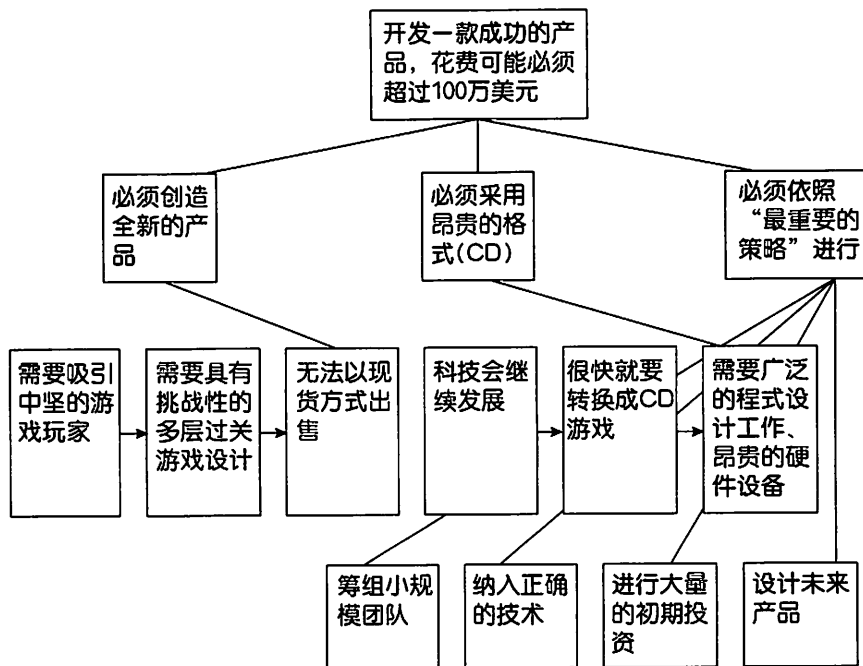 开发一款成功的产
品，花费可能必须
超过100万美元
必须创造
全新的产
品
必须采用
昂贵的格
式(CD)
必须依照
“最重要的
策略”进行
需要吸引
中坚的游
戏玩家
需要具有
挑战性的
多层过关
游戏设计
无法以现
货方式出
售
科技会继
续发展
很快就要
转换成CD
游戏
需要广泛
的程式设
计工作、
昂贵的硬
件设备
筹组小规
模团队
纳入正确
的技术
进行大量
的初期投
资
设计未来
产品